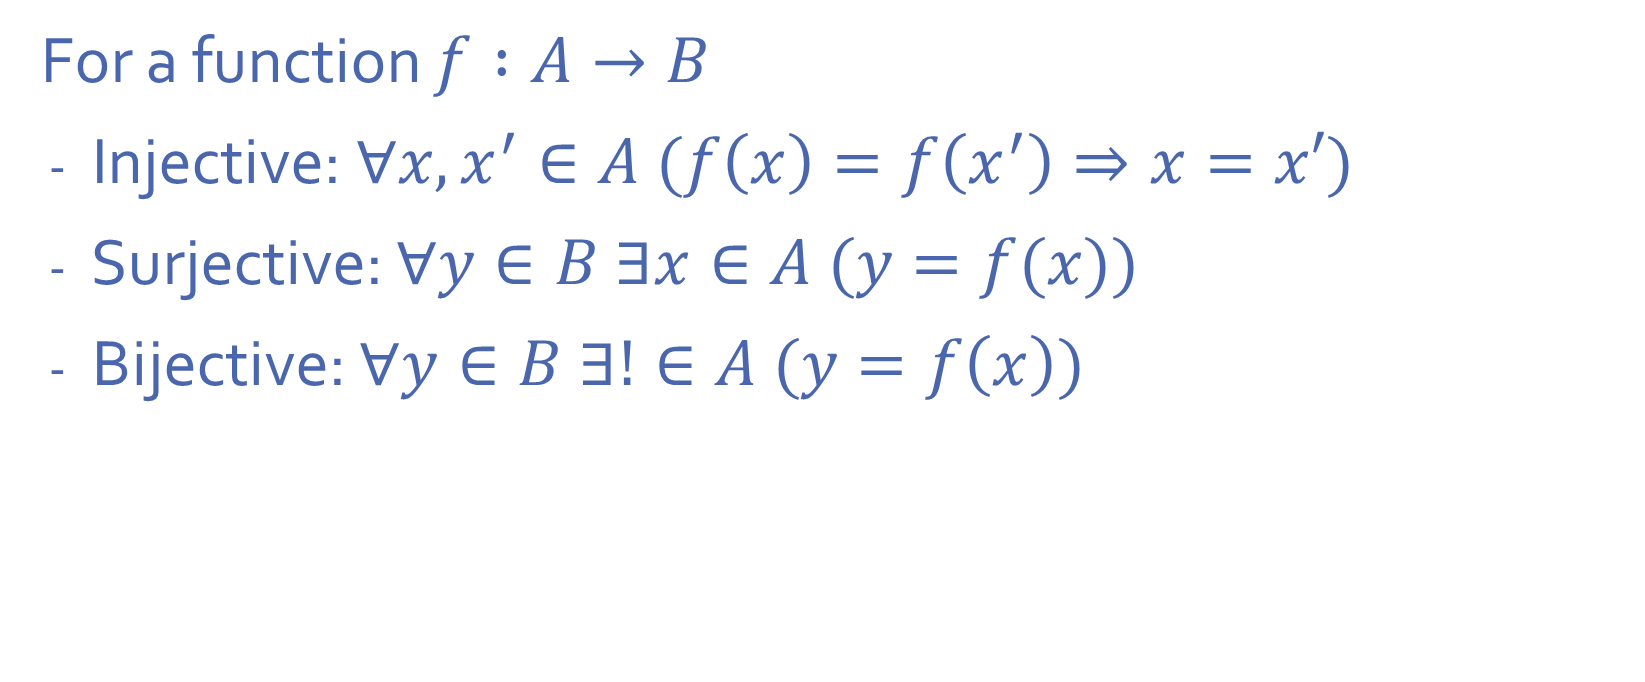 For a function 𝑓 : 𝐴 → 𝐵
- Injective: ∀𝑥, 𝑥′ ∈ 𝐴 (𝑓(𝑥) = 𝑓(𝑥′) ⇒ 𝑥 = 𝑥′)
- Surjective: ∀𝑦 ∈ 𝐵 ∃𝑥 ∈ 𝐴 (𝑦 = 𝑓(𝑥))
- Bijective: ∀𝑦 ∈ 𝐵 ∃! ∈ 𝐴 (𝑦 = 𝑓(𝑥))